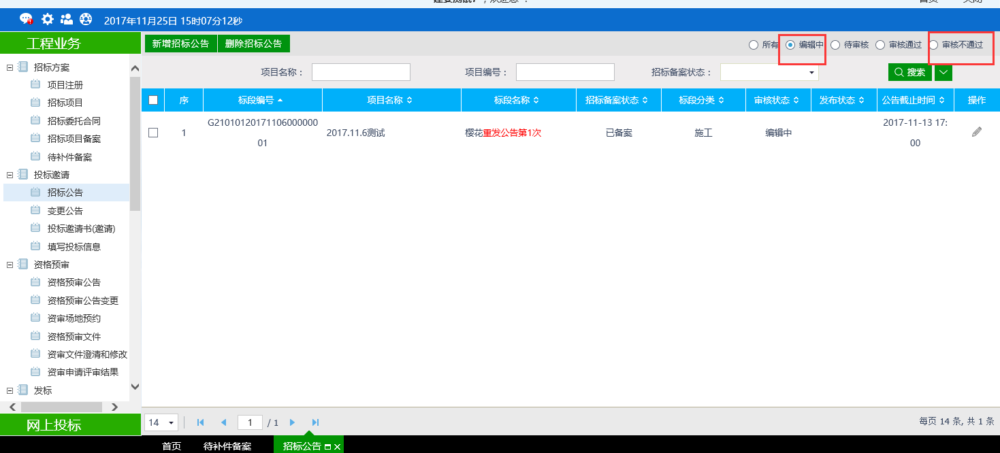 2017年11月25日 15时07分12秒
工程业务
招标方案
项目注册
招标项目
招标委托合同
招标项目备案
待补件备案
投标邀请
招标公告
变更公告
投标邀请书(邀请)
填写投标信息
资格预审
资格预审公告
资格预审公告变更
资审场地预约
资格预审文件
资审文件澄清和修改
资审申请评审结果
发标
网上投标
新增招标公告 删除招标公告
所有 编辑中 待审核 审核通过 审核不通过
项目名称： 项目编号： 招标备案状态： 搜索
序 标段编号 项目名称 标段名称 招标备案状态 标段分类 审核状态 发布状态 公告截止时间 操作
1 G21010120171106000000 2017.11.6测试 樱花重发公告第1次 已备案 施工 编辑中 2017-11-13 17:
01 00
14 1 / 1 每页 14 条, 共 1 条
首页 待补件备案 招标公告